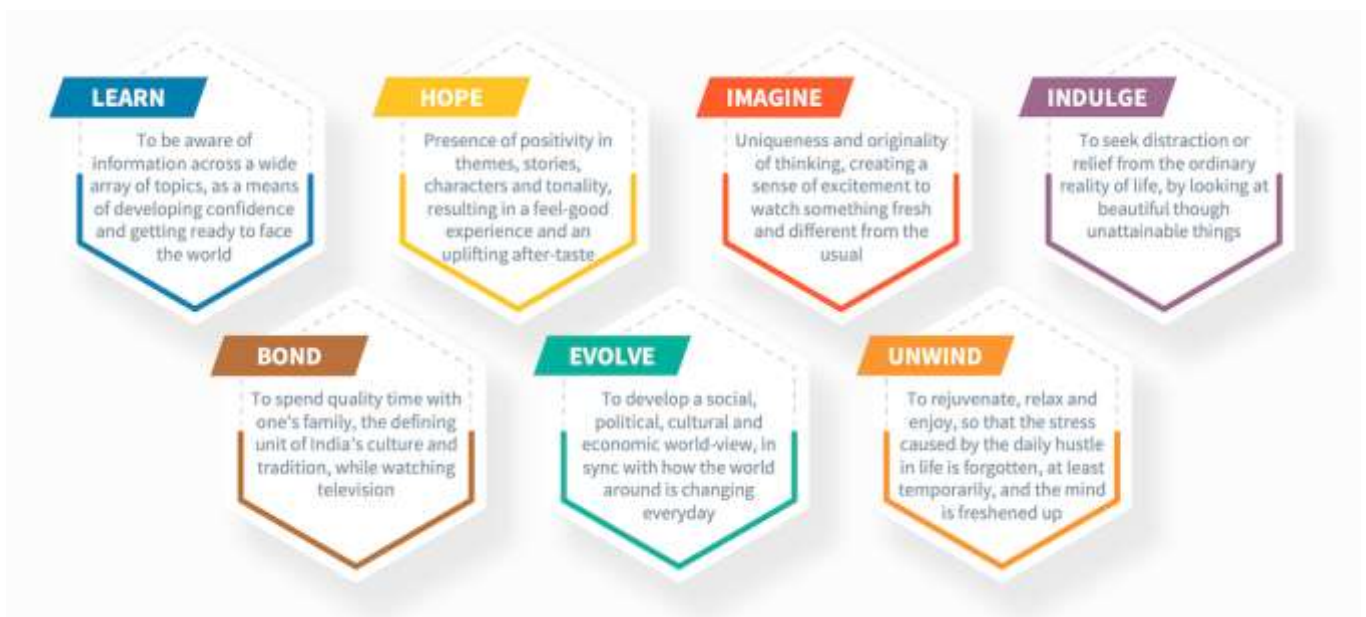 LEARN
To be aware of
information across a wide
array of topics, as a means
of developing confidence
and getting ready to face
the world
HOPE
Presence of positivity in
themes, stories,
characters and tonality,
resulting in a feel-good
experience and an
uplifting after-taste
IMAGINE
Uniqueness and originality
of thinking, creating a
sense of excitement to
watch something fresh
and different from the
usual
INDULGE
To seek distraction or
relief from the ordinary
reality of life, by looking at
beautiful though
unattainable things
BOND
To spend quality time with
one's family, the defining
unit of India's culture and
tradition, while watching
television
EVOLVE
To develop a social,
political, cultural and
economic world-view, in
sync with how the world
around is changing
everyday
UNWIND
To rejuvenate, relax and
enjoy, so that the stress
caused by the daily hustle
in life is forgotten, at least
temporarily, and the mind
is freshened up